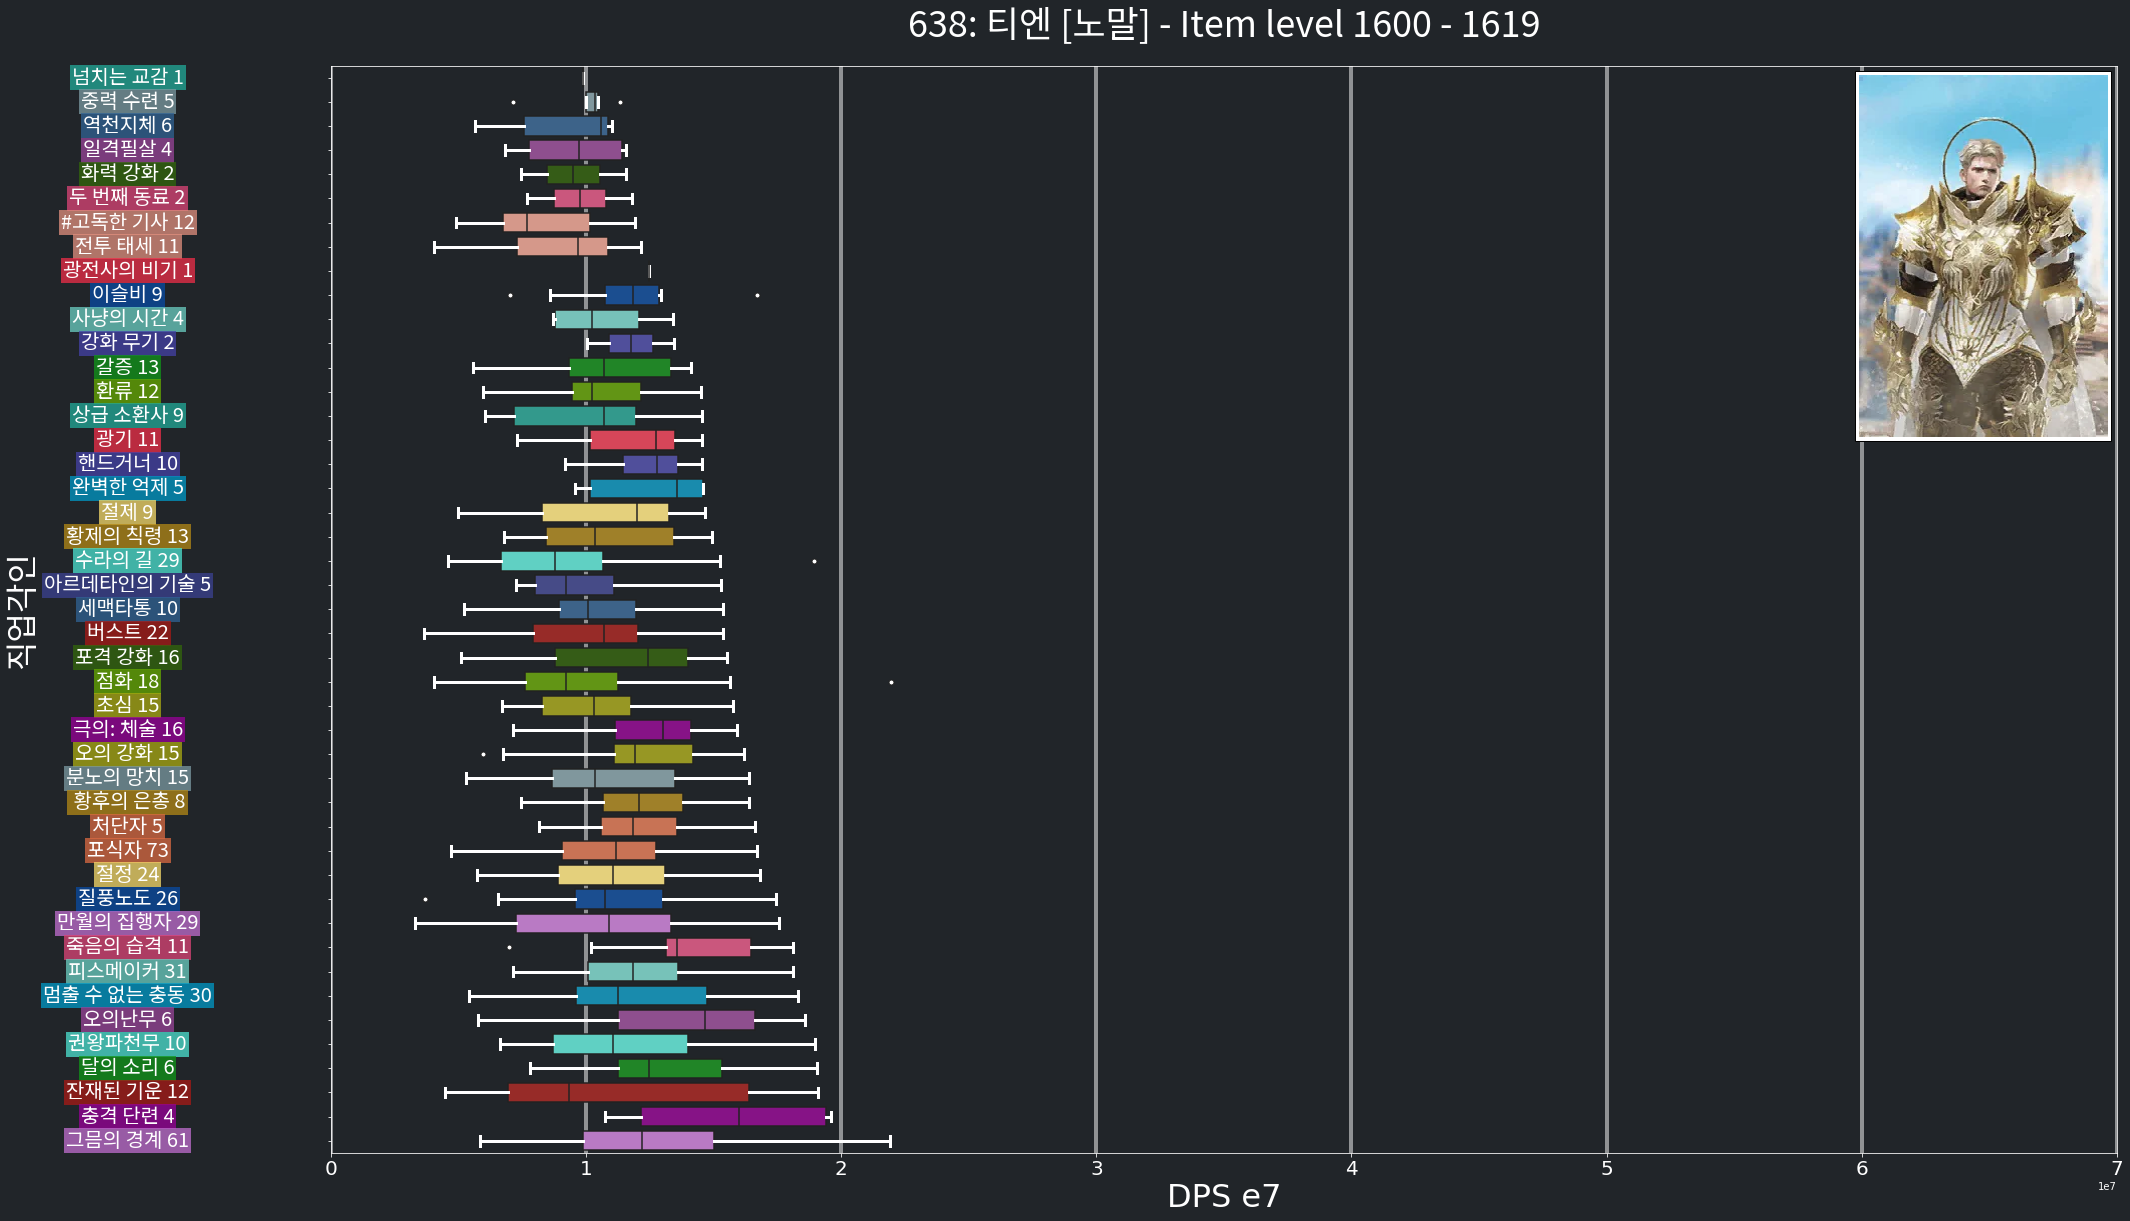 638: 티엔 [노말] - Item level 1600 - 1619
넘치는 교감 1
중력 수련 5
역천지체 6
일격필살 4
화력 강화 2
두 번째 동료 2
#고독한 기사 12
전투 태세 11
광전사의 비기 1
이슬비 9
사냥의 시간 4
강화 무기 2
갈증 13
환류 12
상급 소환사 9
광기 11
핸드거너 10
완벽한 억제 5
절제 9
황제의 칙령 13
수라의 길 29
아르데타인의 기술 5
세맥타통 10
버스트 22
포격 강화 16
점화 18
초심 15
극의: 체술 16
오의 강화 15
분노의 망치 15
황후의 은총 8
처단자 5
포식자 73
절정 24
질풍노도 26
만월의 집행자 29
죽음의 습격 11
피스메이커 31
멈출 수 없는 충동 30
오의난무 6
권왕파천무 10
달의 소리 6
잔재된 기운 12
충격 단련 4
그믐의 경계 61
직업각인
0 1 2 3 4 5 6 7
1e7
DPS e7